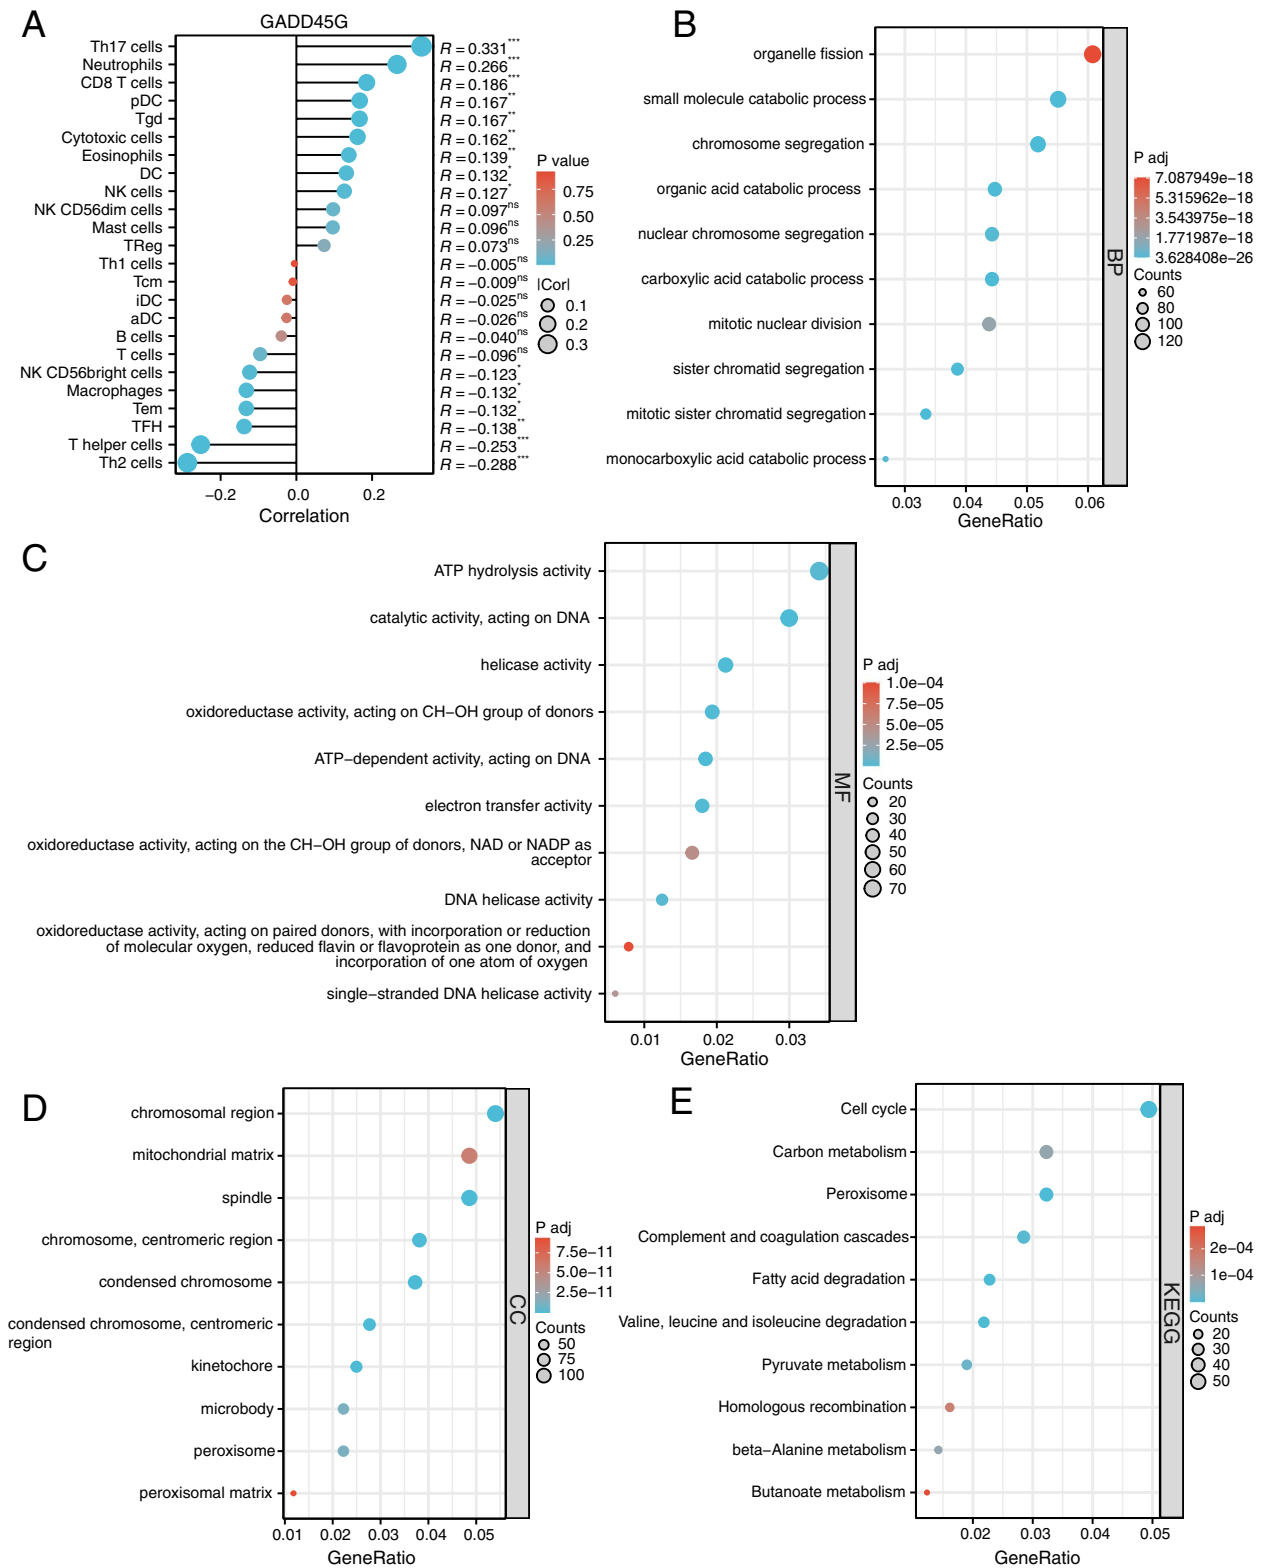 A
GADD45G
Th17 cells R = 0.331***
Neutrophils R = 0.266***
CD8 T cells R = 0.186***
pDC R = 0.167**
Tgd R = 0.167**
Cytotoxic cells R = 0.162**
Eosinophils R = 0.139**
DC R = 0.132*
NK cells R = 0.127*
NK CD56dim cells R = 0.097ns
Mast cells R = 0.096ns
TReg R = 0.073ns
Th1 cells R = −0.005ns
Tcm R = −0.009ns
iDC R = −0.025ns
aDC R = −0.026ns
B cells R = −0.040ns
T cells R = −0.096ns
NK CD56bright cells R = −0.123*
Macrophages R = −0.132*
Tem R = −0.132*
TFH R = −0.138**
T helper cells R = −0.253***
Th2 cells R = −0.288***
−0.2 0.0 0.2
Correlation
P value
0.75
0.50
0.25
|Cor|
0.1
0.2
0.3
B
organelle fission
small molecule catabolic process
chromosome segregation
organic acid catabolic process
nuclear chromosome segregation
carboxylic acid catabolic process
mitotic nuclear division
sister chromatid segregation
mitotic sister chromatid segregation
monocarboxylic acid catabolic process
0.03 0.04 0.05 0.06
GeneRatio
BP
P adj
7.087949e−18
5.315962e−18
3.543975e−18
1.771987e−18
3.628408e−26
Counts
60
80
100
120
C
ATP hydrolysis activity
catalytic activity, acting on DNA
helicase activity
oxidoreductase activity, acting on CH−OH group of donors
ATP−dependent activity, acting on DNA
electron transfer activity
oxidoreductase activity, acting on the CH−OH group of donors, NAD or NADP as
acceptor
DNA helicase activity
oxidoreductase activity, acting on paired donors, with incorporation or reduction
of molecular oxygen, reduced flavin or flavoprotein as one donor, and
incorporation of one atom of oxygen
single−stranded DNA helicase activity
0.01 0.02 0.03
GeneRatio
MF
P adj
1.0e−04
7.5e−05
5.0e−05
2.5e−05
Counts
20
30
40
50
60
70
D
chromosomal region
mitochondrial matrix
spindle
chromosome, centromeric region
condensed chromosome
condensed chromosome, centromeric
region
kinetochore
microbody
peroxisome
peroxisomal matrix
0.01 0.02 0.03 0.04 0.05
GeneRatio
CC
P adj
7.5e−11
5.0e−11
2.5e−11
Counts
50
75
100
E
Cell cycle
Carbon metabolism
Peroxisome
Complement and coagulation cascades
Fatty acid degradation
Valine, leucine and isoleucine degradation
Pyruvate metabolism
Homologous recombination
beta−Alanine metabolism
Butanoate metabolism
0.02 0.03 0.04 0.05
GeneRatio
KEGG
P adj
2e−04
1e−04
Counts
20
30
40
50